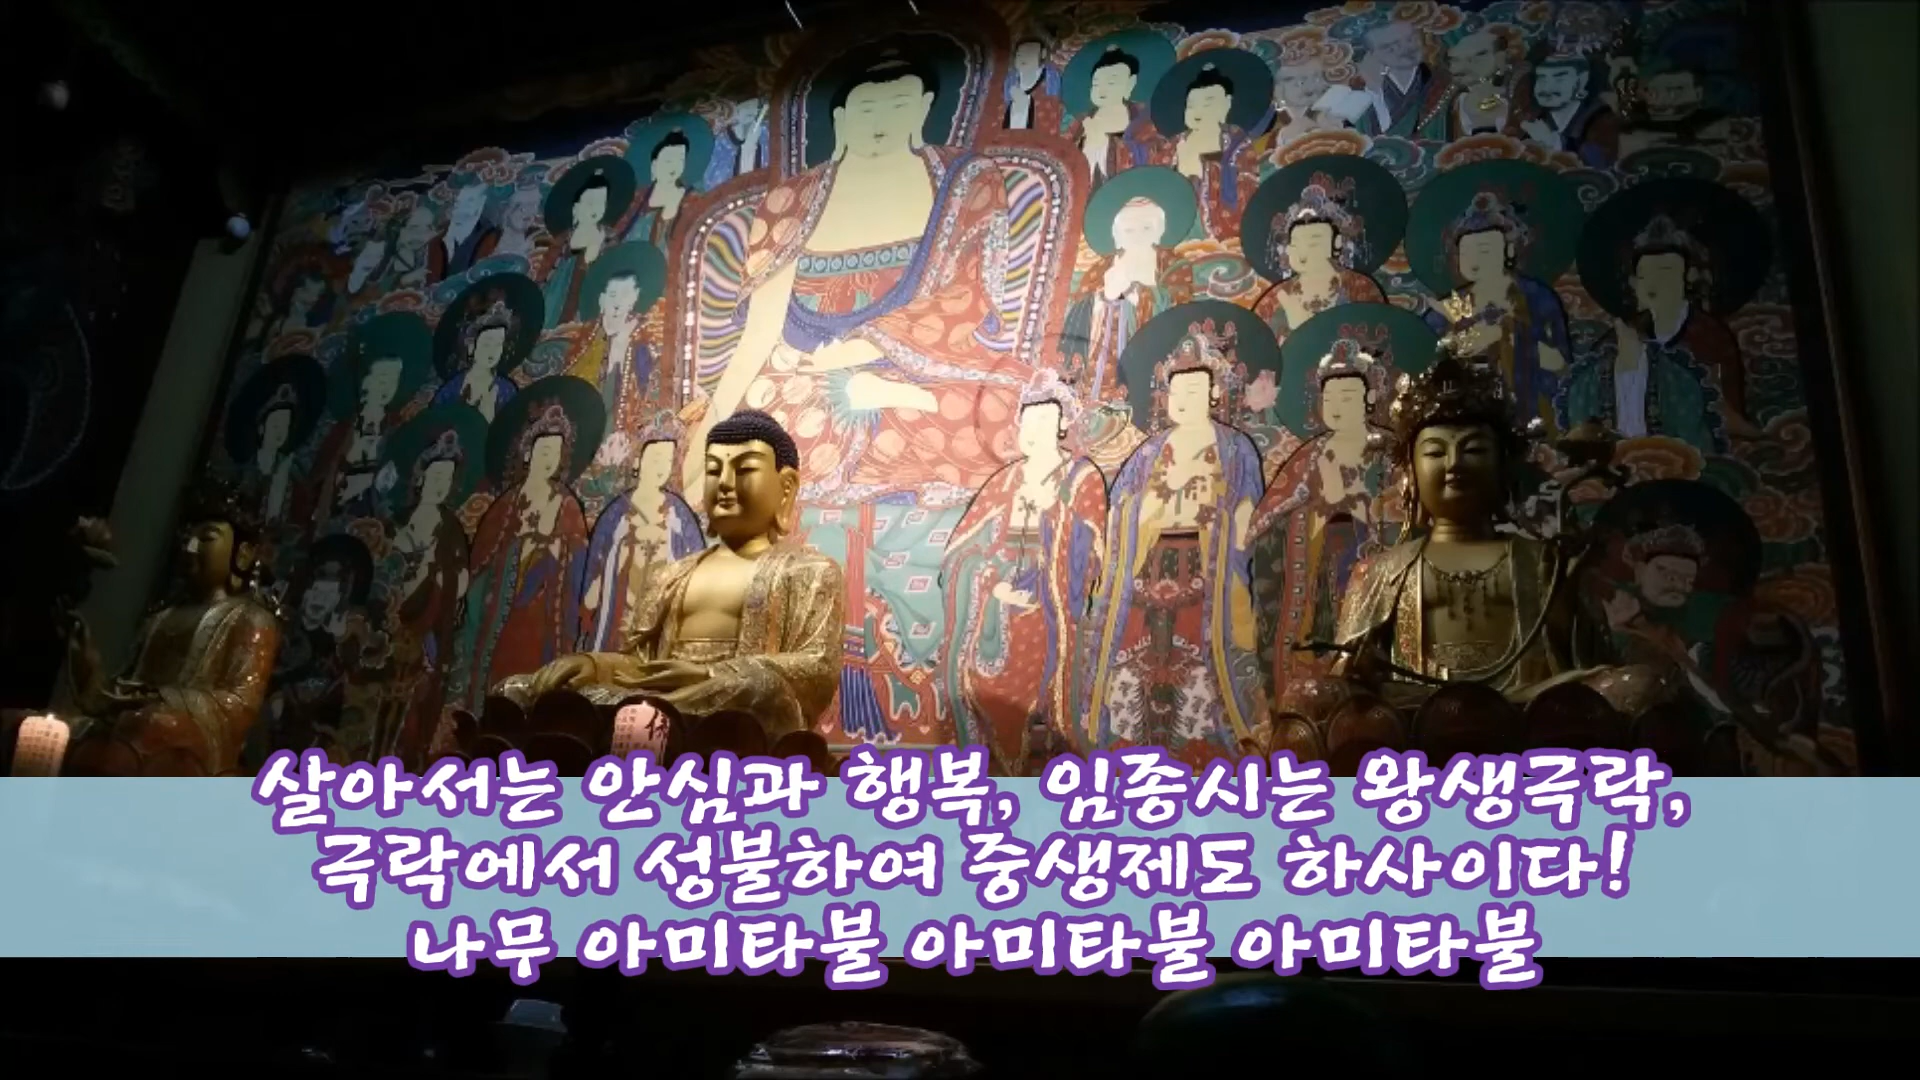 살아서는 안심과 행복, 임종시는 왕생극락,
극락에서 성불하여 중생제도 하사이다!
나무 아미타불 아미타불 아미타불